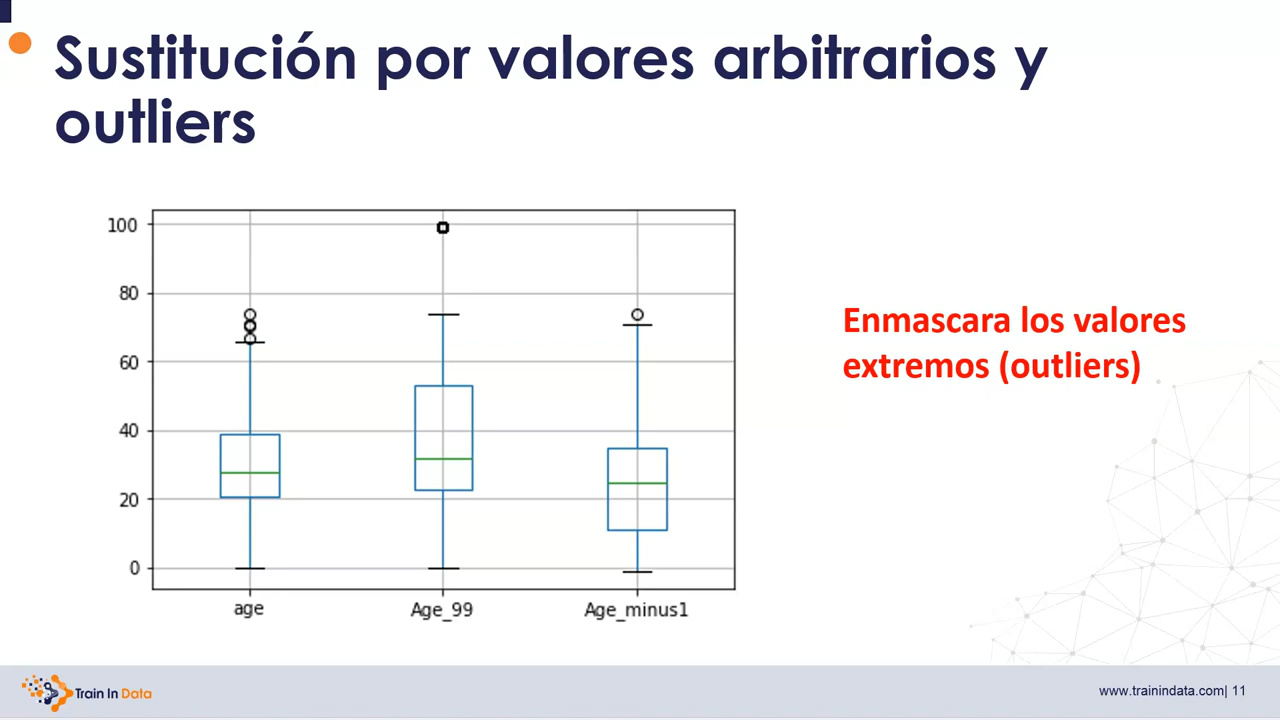 Sustitución por valores arbitrarios y
outliers
100
80
60
40
20
0
age
Age_99
Age_minus1
Enmascara los valores
extremos (outliers)
Train In Data
www.trainindata.com| 11